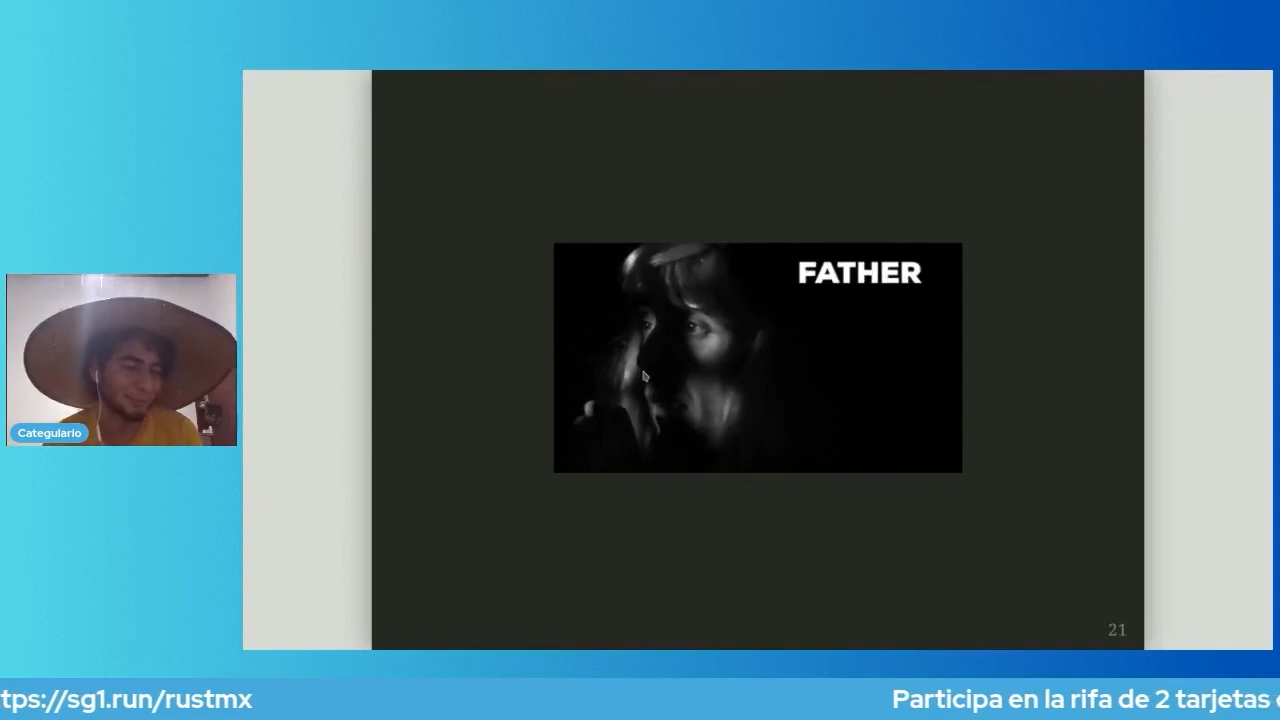 FATHER
Categulario
21
tps://sg1.run/rustmx
Participa en la rifa de 2 tarjetas